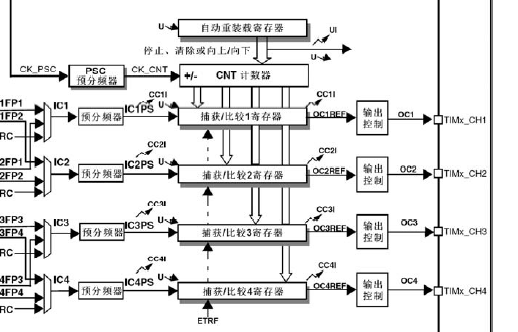 U 自动重装载寄存器 UI
停止、清除或向上/向下 U
CK_PSC PSC 预分频器 CK_CNT +/- CNT 计数器
CC1I CC1I
1FP1 IC1 预分频器 IC1PS U 捕获/比较1寄存器 OC1REF 输出控制 OC1 TIMx_CH1
1FP2
RC
CC2I CC2I
2FP1 IC2 预分频器 IC2PS U 捕获/比较2寄存器 OC2REF 输出控制 OC2 TIMx_CH2
2FP2
RC
CC3I CC3I
3FP3 IC3 预分频器 IC3PS U 捕获/比较3寄存器 OC3REF 输出控制 OC3 TIMx_CH3
3FP4
RC
CC4I CC4I
4FP3 IC4 预分频器 IC4PS U 捕获/比较4寄存器 OC4REF 输出控制 OC4 TIMx_CH4
4FP4
RC
ETRF